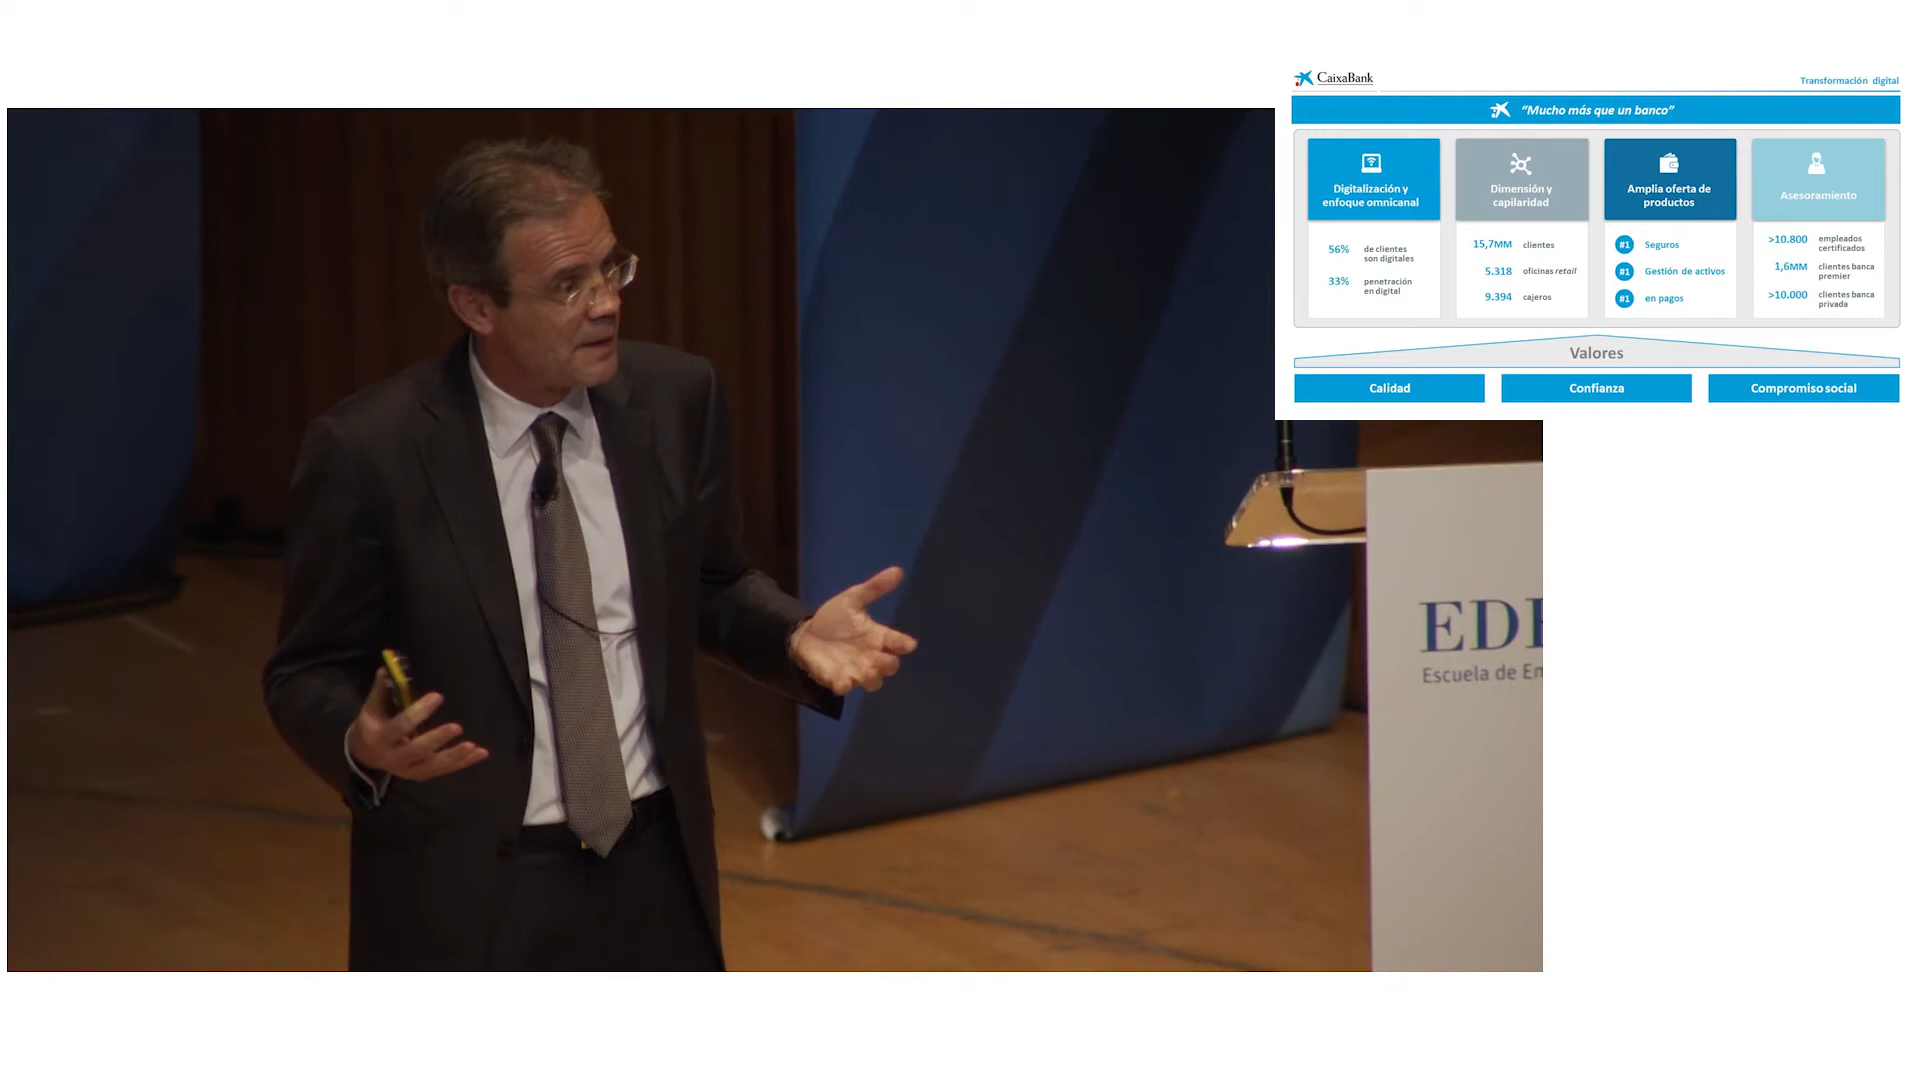 CaixaBank
Transformación digital
"Mucho más que un banco"
Digitalización y
enfoque omnicanal
56% de clientes
son digitales
33% penetración
en digital
Dimensión y
capilaridad
15,7MM clientes
5.318 oficinas retail
9.394 cajeros
Amplia oferta de
productos
#1 Seguros
#1 Gestión de activos
#1 en pagos
Asesoramiento
>10.800 empleados
certificados
1,6MM clientes banca
premier
>10.000 clientes banca
privada
Valores
Calidad
Confianza
Compromiso social
ED
Escuela de